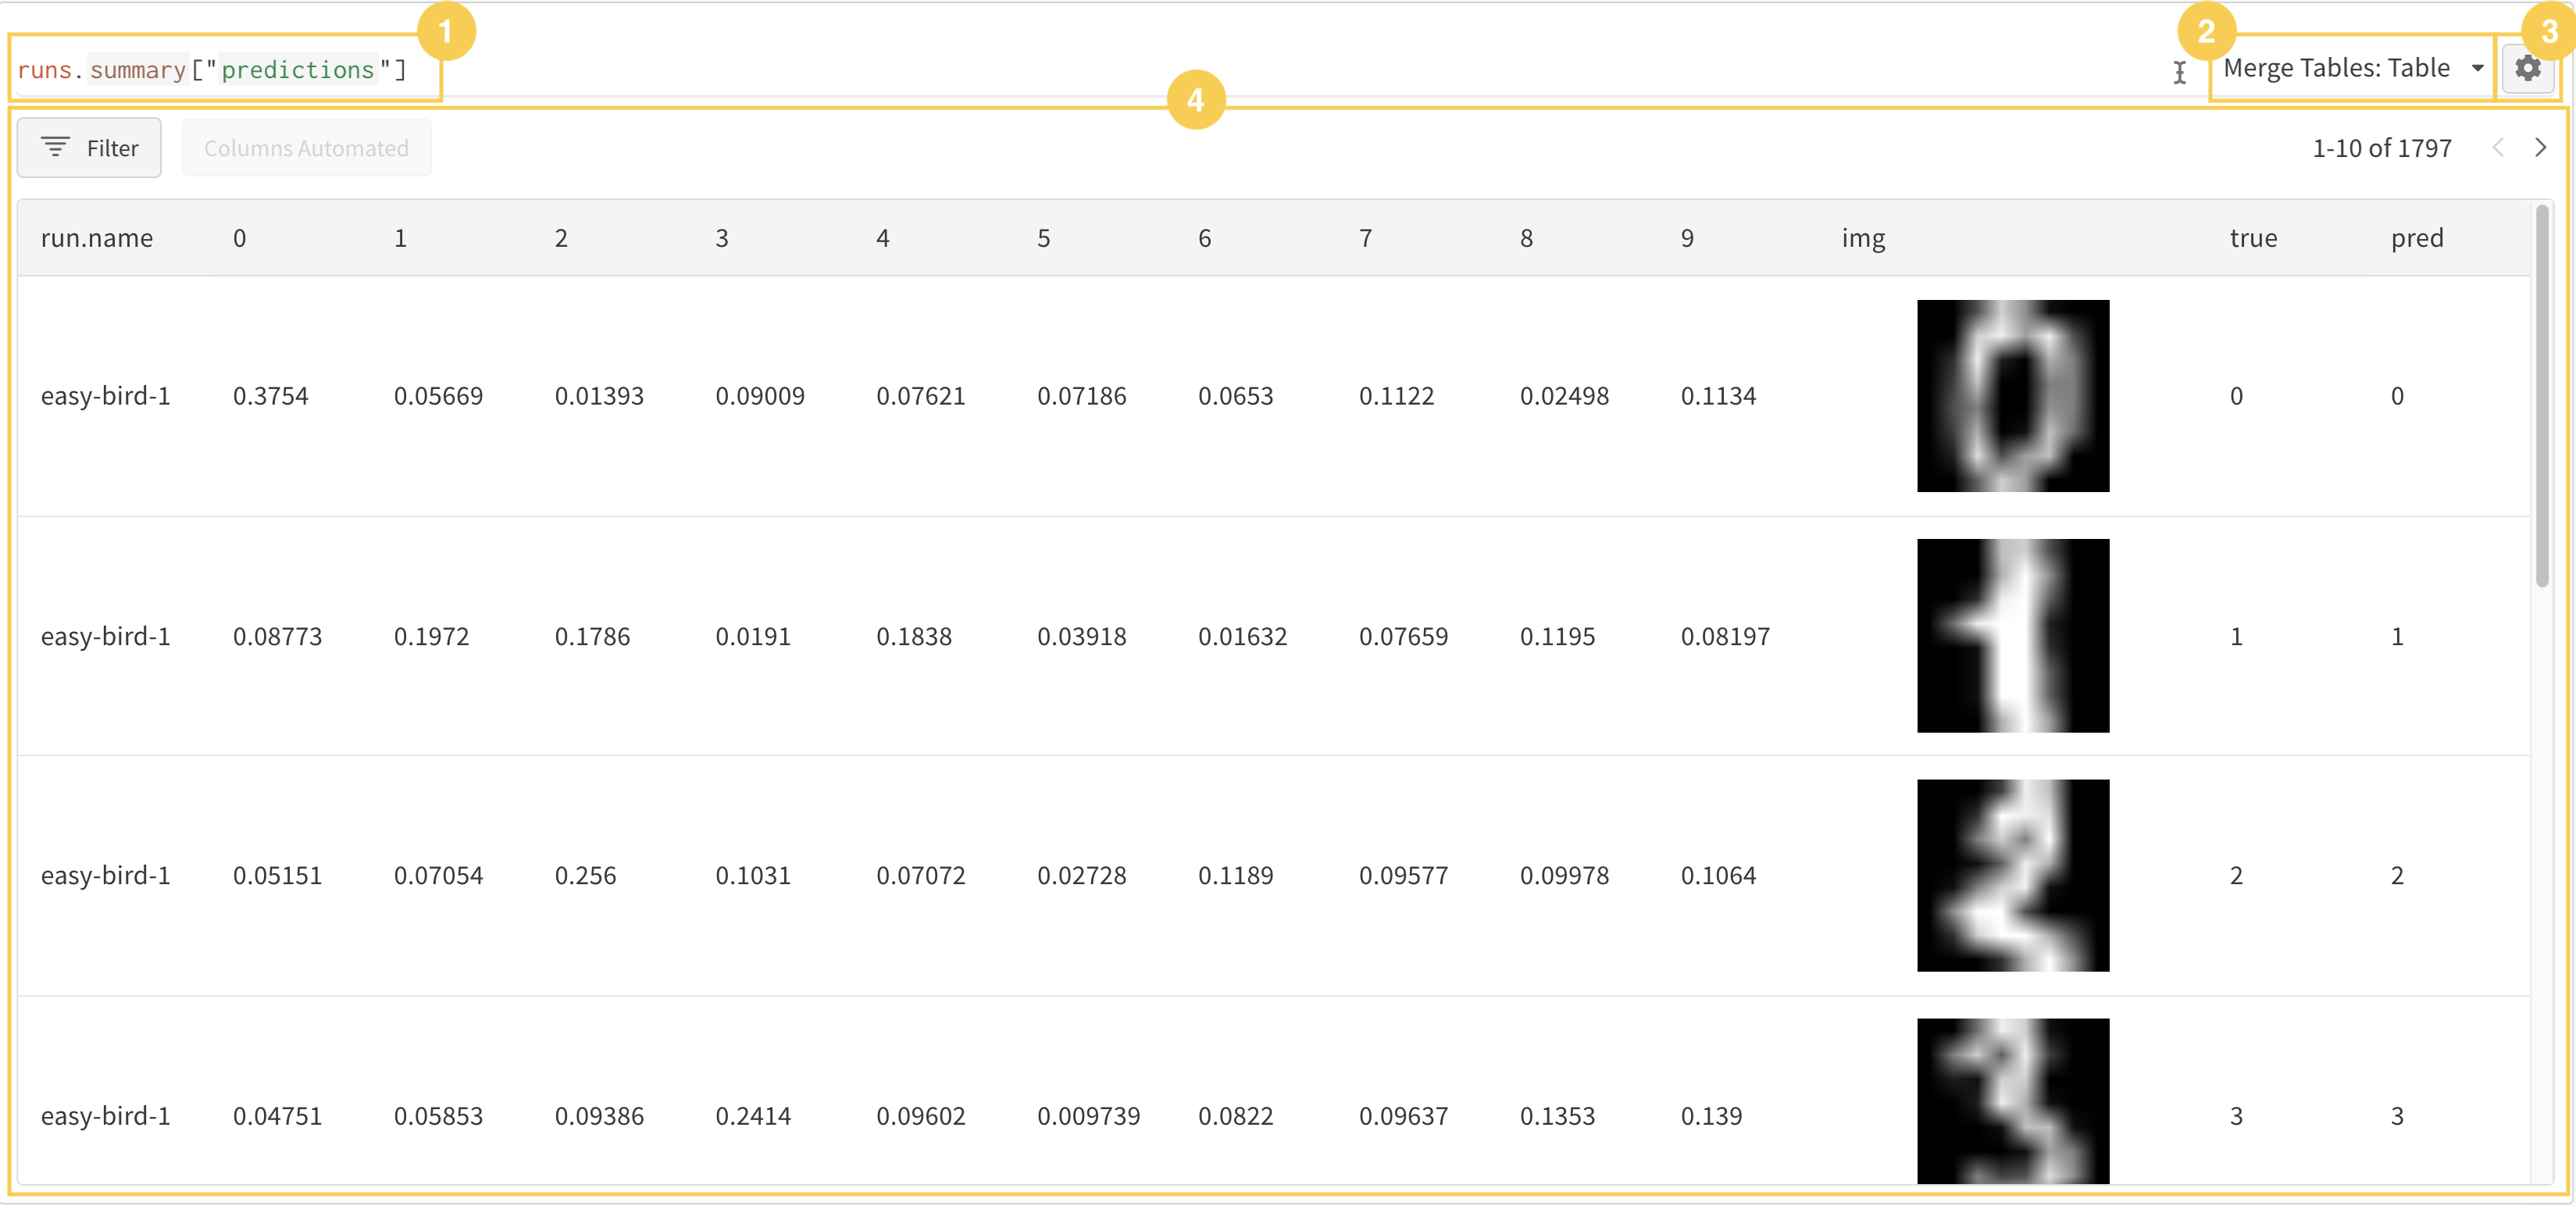 1 2 3
runs.summary["predictions"] Merge Tables: Table
4
Filter Columns Automated 1-10 of 1797
run.name 0 1 2 3 4 5 6 7 8 9 img true pred
easy-bird-1 0.3754 0.05669 0.01393 0.09009 0.07621 0.07186 0.0653 0.1122 0.02498 0.1134 0 0 0
easy-bird-1 0.08773 0.1972 0.1786 0.0191 0.1838 0.03918 0.01632 0.07659 0.1195 0.08197 1 1 1
easy-bird-1 0.05151 0.07054 0.256 0.1031 0.07072 0.02728 0.1189 0.09577 0.09978 0.1064 2 2 2
easy-bird-1 0.04751 0.05853 0.09386 0.2414 0.09602 0.009739 0.0822 0.09637 0.1353 0.139 3 3 3